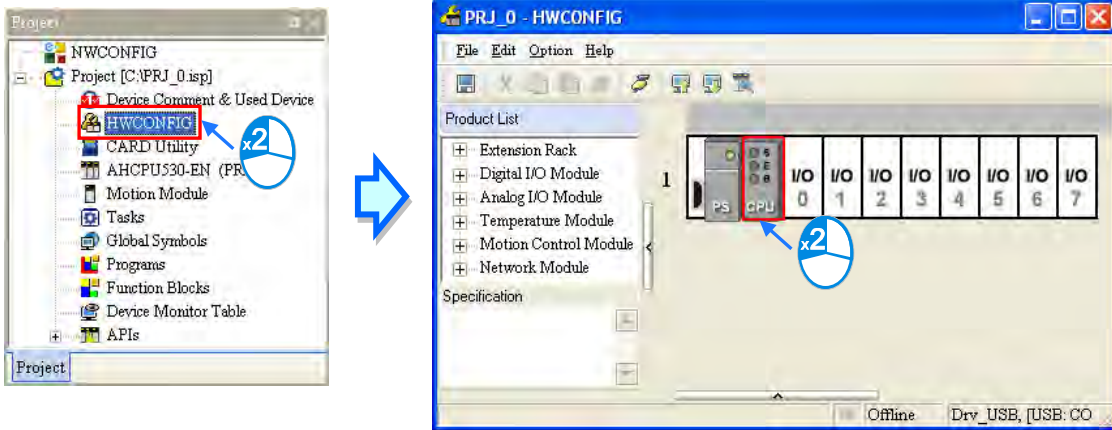 Project
NWCONFIG
Project [C:\PRJ_0.isp]
Device Comment & Used Device
HWCONFIG
CARD Utility
AHCPU530-EN (PR
Motion Module
Tasks
Global Symbols
Programs
Function Blocks
Device Monitor Table
APIs
Project
x2
PRJ_0 - HWCONFIG
File Edit Option Help
Product List
Extension Rack
Digital I/O Module
Analog I/O Module
Temperature Module
Motion Control Module
Network Module
Specification
1
PS
CPU
I/O 0
I/O 1
I/O 2
I/O 3
I/O 4
I/O 5
I/O 6
I/O 7
x2
Offline
Drv_USB, [USB: CO